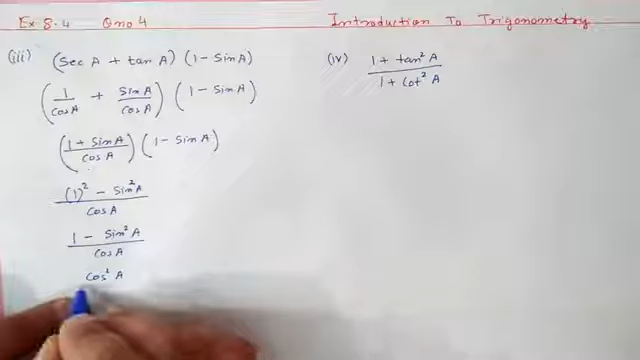 Ex 8.4 Qno 4 Introduction To Trigonometry
(iii) (Sec A + tan A) (1 - Sin A)
(1/Cos A + Sin A/Cos A) (1 - Sin A)
(1 + Sin A/Cos A) (1 - Sin A)
(1)² - Sin² A/Cos A
1 - Sin² A/Cos A
Cos² A
(iv) 1 + tan² A/1 + Cot² A